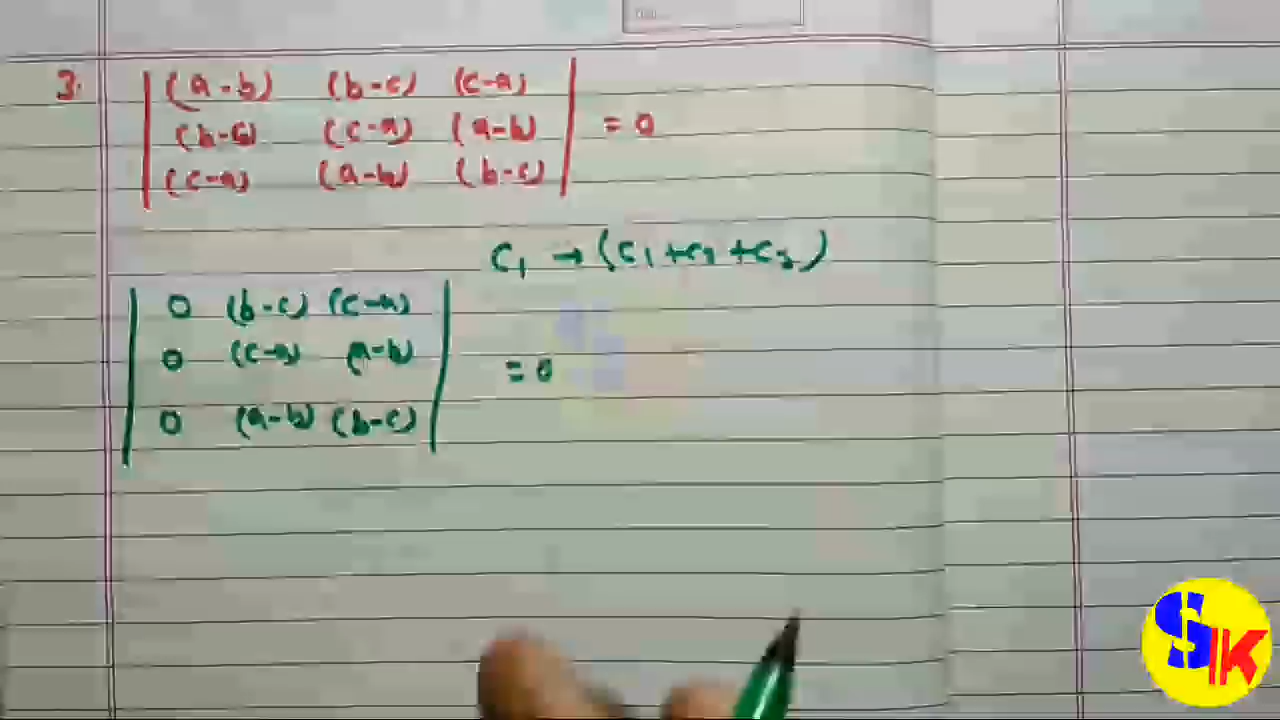 3. | (a-b) (b-c) (c-a) |
| (b-c) (c-a) (a-b) | = 0
| (c-a) (a-b) (b-c) |
C₁ → (C₁+C₂+C₃)
| 0 (b-c) (c-a) |
| 0 (c-a) (a-b) | = 0
| 0 (a-b) (b-c) |
SK